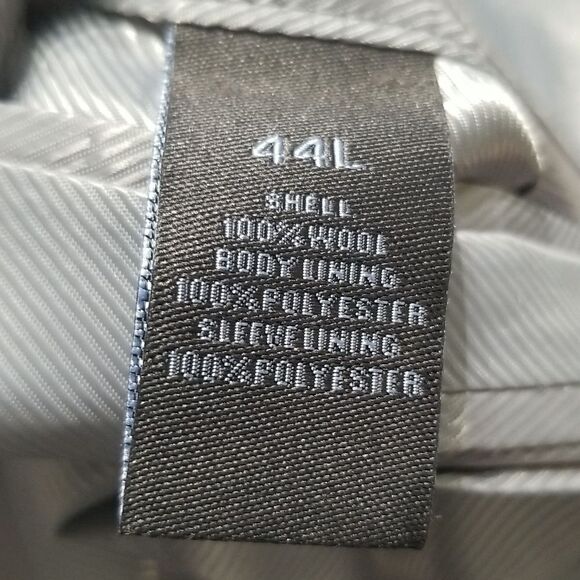 44L
SHELL
100%WOOL
BODY LINING
100%POLYESTER
SLEEVE LINING
100%POLYESTER